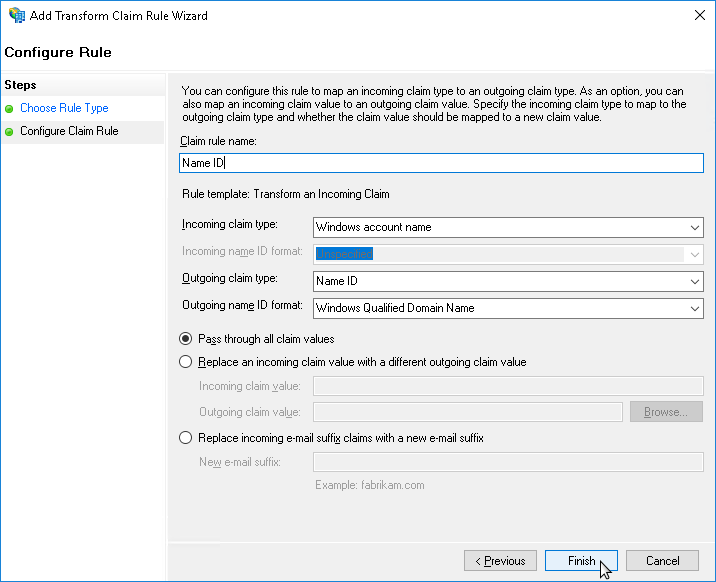 Add Transform Claim Rule Wizard
Configure Rule
Steps
Choose Rule Type
Configure Claim Rule
You can configure this rule to map an incoming claim type to an outgoing claim type. As an option, you can
also map an incoming claim value to an outgoing claim value. Specify the incoming claim type to map to the
outgoing claim type and whether the claim value should be mapped to a new claim value.
Claim rule name:
Name ID
Rule template: Transform an Incoming Claim
Incoming claim type:
Windows account name
Incoming name ID format:
Outgoing claim type:
Name ID
Outgoing name ID format:
Windows Qualified Domain Name
Pass through all claim values
Replace an incoming claim value with a different outgoing claim value
Incoming claim value:
Outgoing claim value:
Browse...
Replace incoming e-mail suffix claims with a new e-mail suffix
New e-mail suffix:
Example: fabrikam.com
< Previous
Finish
Cancel